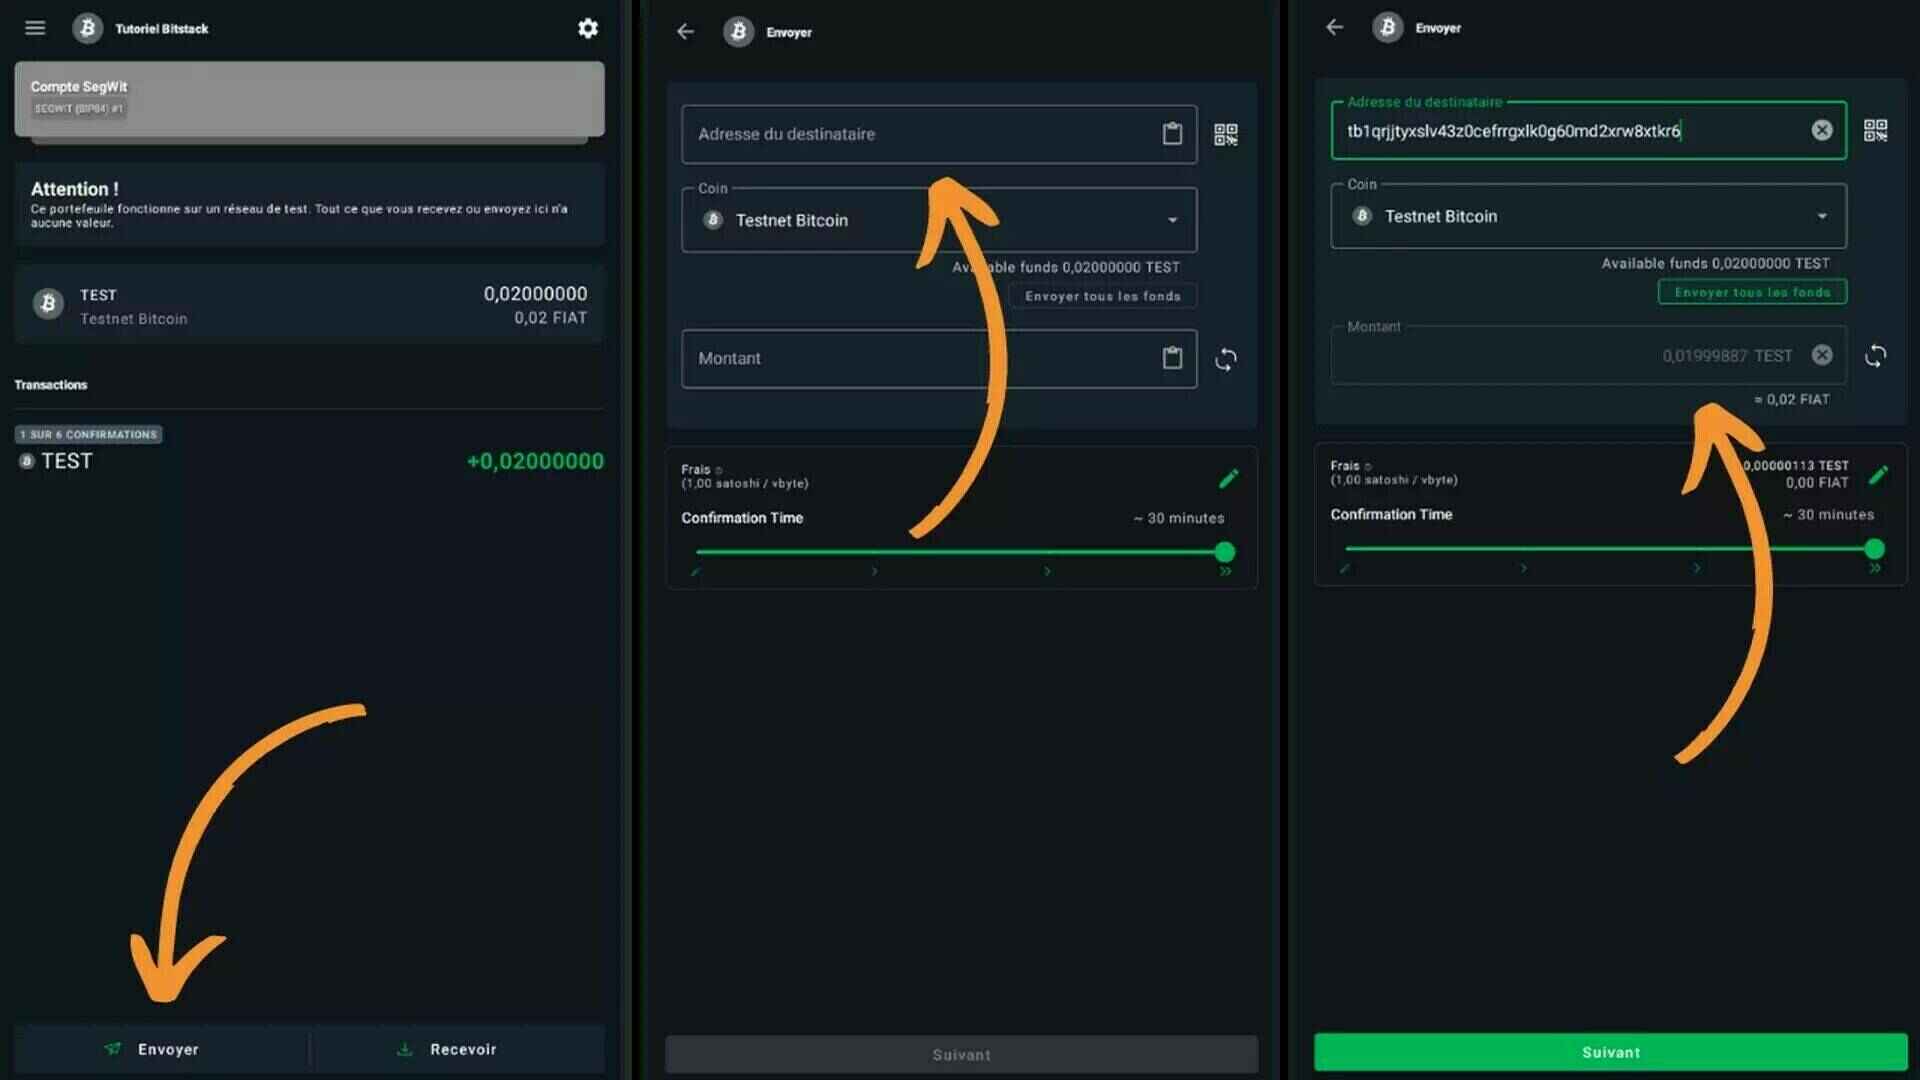 Tutoriel Bitstack
Compte SegWit
SEGWIT (BIP84) #1
Attention !
Ce portefeuille fonctionne sur un réseau de test. Tout ce que vous recevez ou envoyez ici n'a
aucune valeur.
TEST
0,02000000
Testnet Bitcoin
0,02 FIAT
Transactions
1 SUR 6 CONFIRMATIONS
TEST
+0,02000000
Envoyer
Recevoir
Envoyer
Adresse du destinataire
Coin
Testnet Bitcoin
Available funds 0,02000000 TEST
Envoyer tous les fonds
Montant
Frais
(1,00 satoshi / vbyte)
Confirmation Time
~ 30 minutes
Suivant
Envoyer
Adresse du destinataire
tb1qrjjtyxslv43z0cefrrgxlk0g60md2xrw8xtkr6
Coin
Testnet Bitcoin
Available funds 0,02000000 TEST
Envoyer tous les fonds
Montant
0,01999887 TEST
≈ 0,02 FIAT
Frais
0,00000113 TEST
(1,00 satoshi / vbyte)
0,00 FIAT
Confirmation Time
~ 30 minutes
Suivant